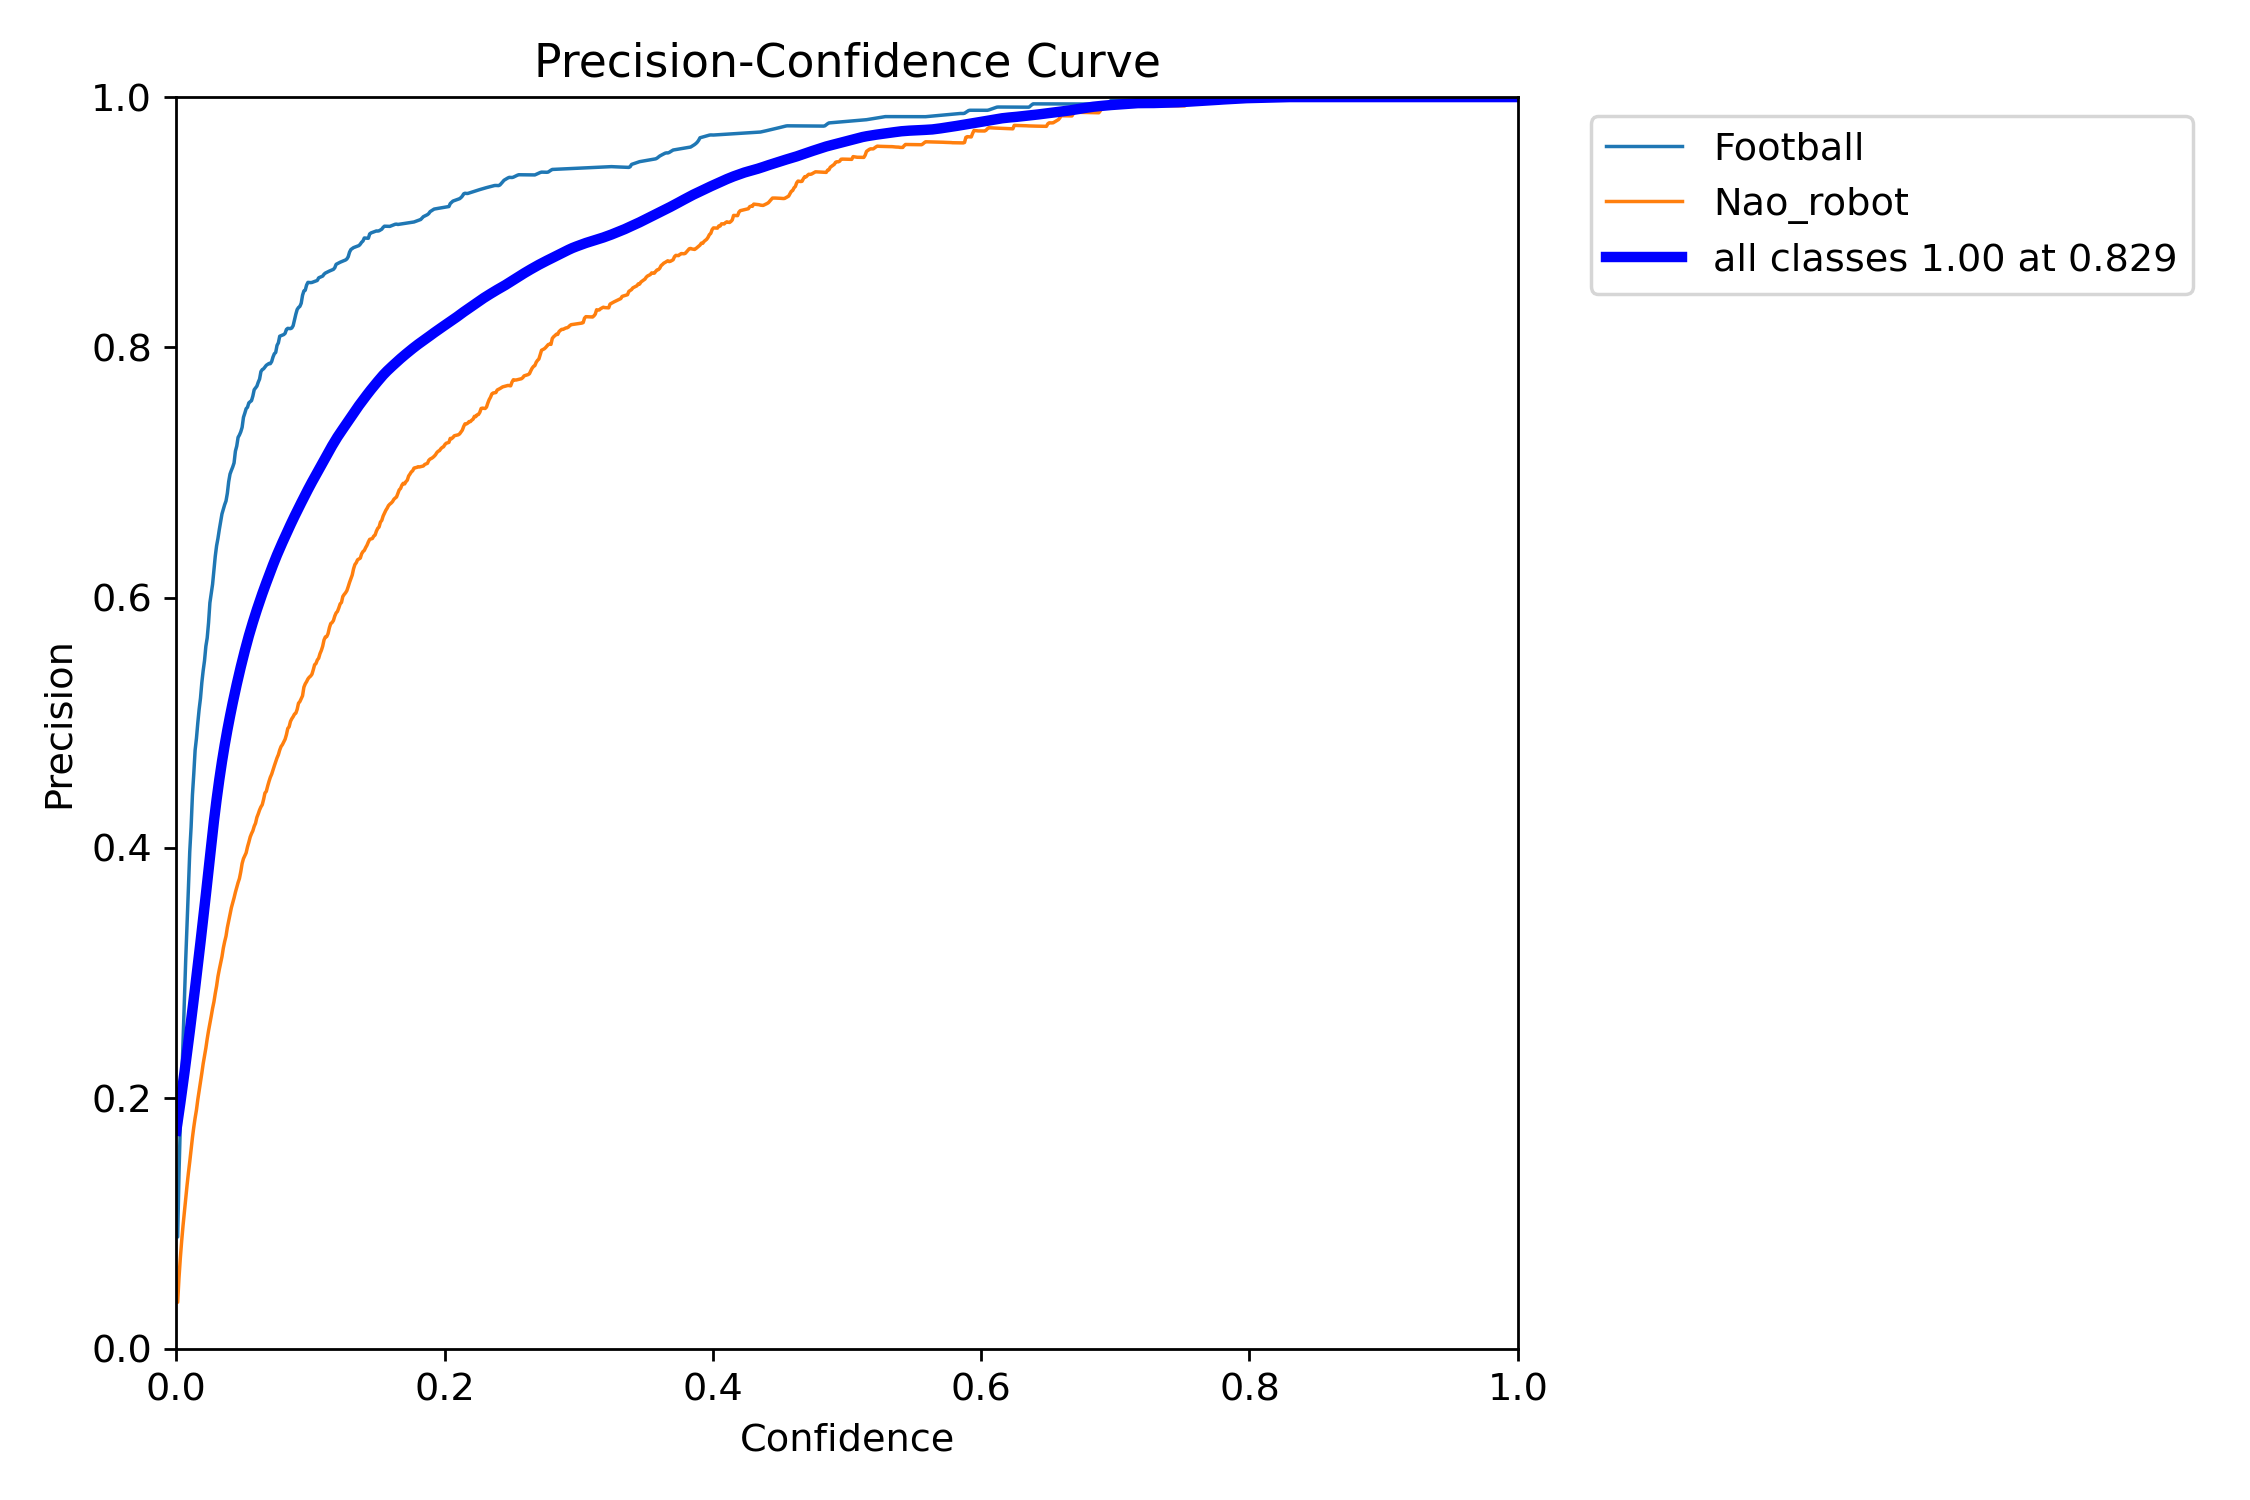 Precision-Confidence Curve
1.0
0.8
0.6
0.4
0.2
0.0
Precision
0.0 0.2 0.4 0.6 0.8 1.0
Confidence
Football
Nao_robot
all classes 1.00 at 0.829